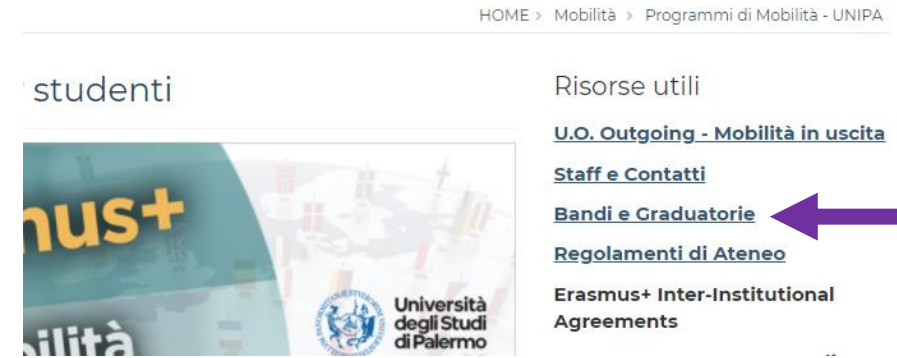 HOME > Mobilità > Programmi di Mobilità - UNIPA
studenti
Risorse utili
U.O. Outgoing - Mobilità in uscita
Staff e Contatti
Bandi e Graduatorie
Regolamenti di Ateneo
Erasmus+ Inter-Institutional
Agreements
nus+
bilità
Università
degli Studi
di Palermo